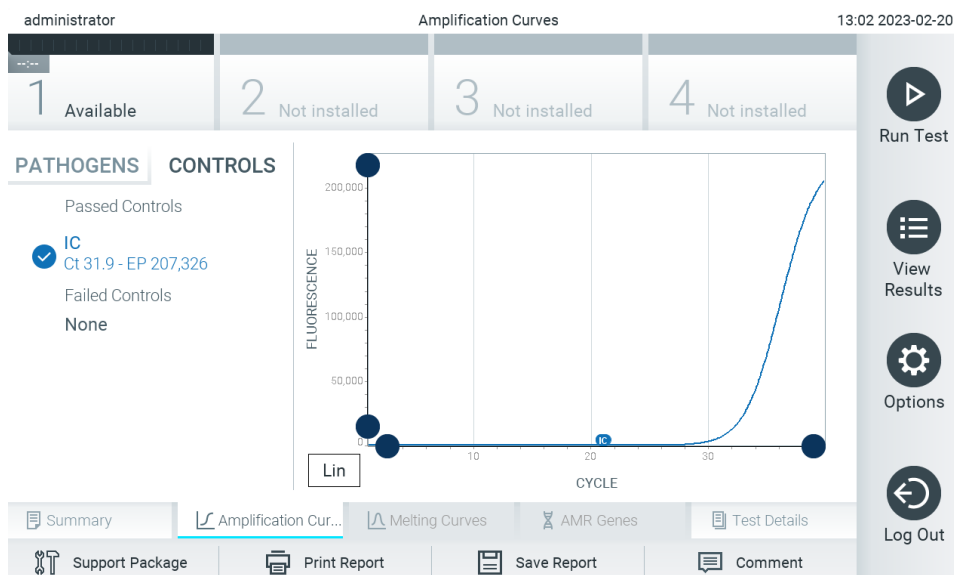 administrator
Amplification Curves
13:02 2023-02-20
--:--
1 Available
2 Not installed
3 Not installed
4 Not installed
Run Test
PATHOGENS
CONTROLS
Passed Controls
IC
Ct 31.9 - EP 207,326
Failed Controls
None
FLUORESCENCE
200,000
150,000
100,000
50,000
0
IC
10
20
30
CYCLE
Lin
View
Results
Options
Log Out
Summary
Amplification Cur...
Melting Curves
AMR Genes
Test Details
Support Package
Print Report
Save Report
Comment